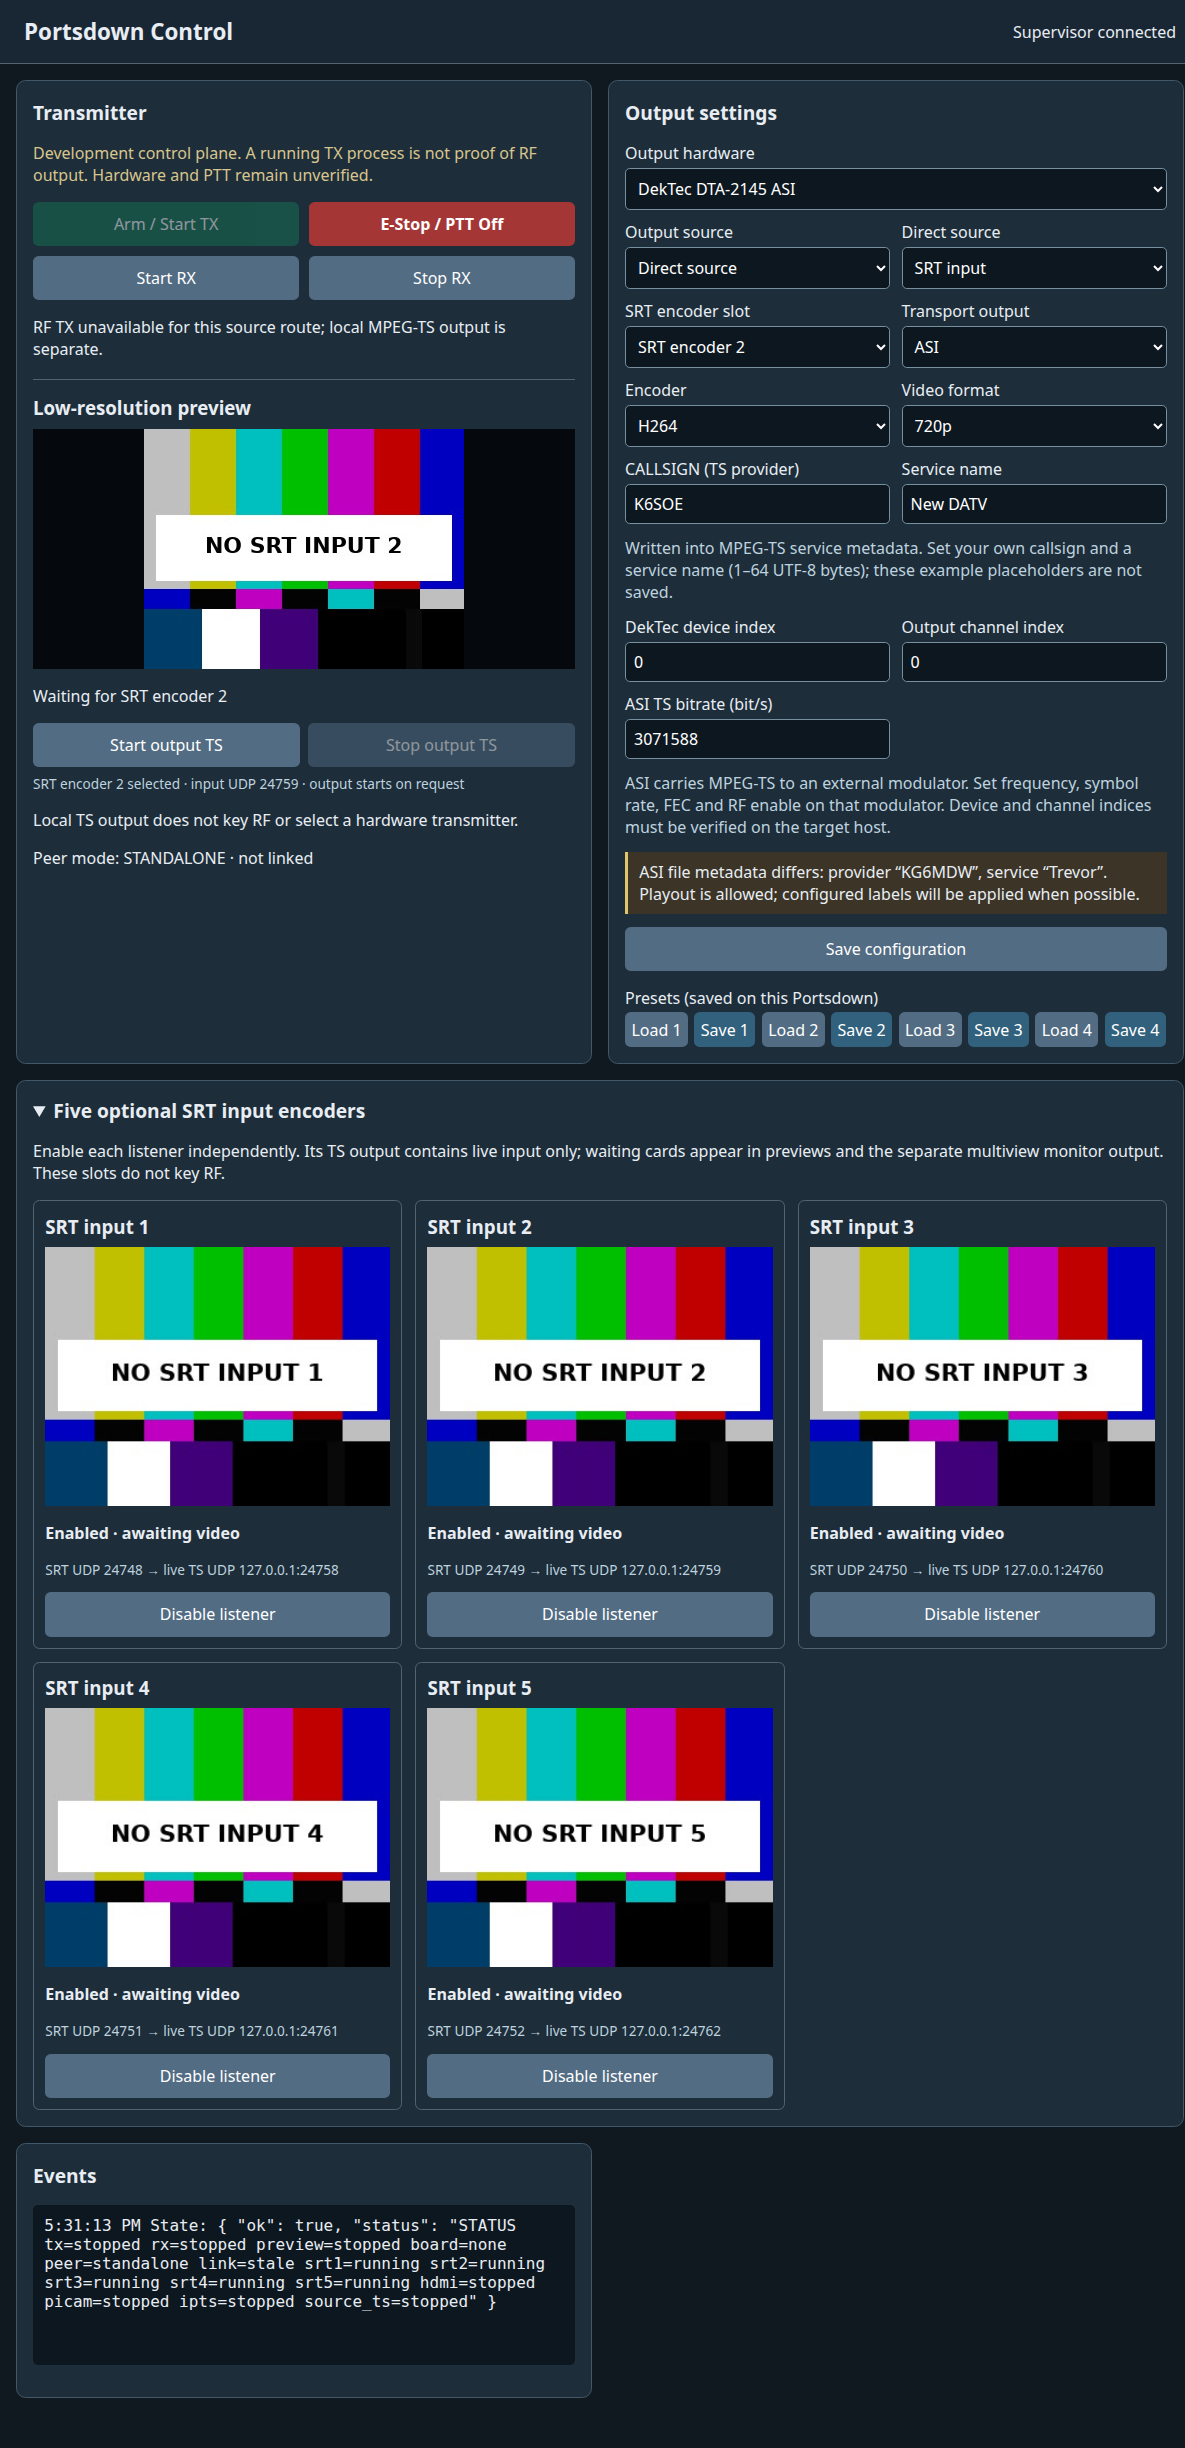 Portsdown Control
Supervisor connected
Transmitter
Development control plane. A running TX process is not proof of RF
output. Hardware and PTT remain unverified.
Arm / Start TX
E-Stop / PTT Off
Start RX
Stop RX
RF TX unavailable for this source route; local MPEG-TS output is
separate.
Low-resolution preview
NO SRT INPUT 2
Waiting for SRT encoder 2
Start output TS
Stop output TS
SRT encoder 2 selected · input UDP 24759 · output starts on request
Local TS output does not key RF or select a hardware transmitter.
Peer mode: STANDALONE · not linked
Output settings
Output hardware
DekTec DTA-2145 ASI
Output source
Direct source
Direct source
SRT input
SRT encoder slot
Transport output
SRT encoder 2
ASI
Encoder
Video format
H264
720p
CALLSIGN (TS provider)
Service name
K6SOE
New DATV
Written into MPEG-TS service metadata. Set your own callsign and a
service name (1–64 UTF-8 bytes); these example placeholders are not
saved.
DekTec device index
Output channel index
0
0
ASI TS bitrate (bit/s)
3071588
ASI carries MPEG-TS to an external modulator. Set frequency, symbol
rate, FEC and RF enable on that modulator. Device and channel indices
must be verified on the target host.
ASI file metadata differs: provider “KG6MDW”, service “Trevor”.
Playout is allowed; configured labels will be applied when possible.
Save configuration
Presets (saved on this Portsdown)
Load 1
Save 1
Load 2
Save 2
Load 3
Save 3
Load 4
Save 4
▼ Five optional SRT input encoders
Enable each listener independently. Its TS output contains live input only; waiting cards appear in previews and the separate multiview monitor output.
These slots do not key RF.
SRT input 1
NO SRT INPUT 1
Enabled · awaiting video
SRT UDP 24748 → live TS UDP 127.0.0.1:24758
Disable listener
SRT input 2
NO SRT INPUT 2
Enabled · awaiting video
SRT UDP 24749 → live TS UDP 127.0.0.1:24759
Disable listener
SRT input 3
NO SRT INPUT 3
Enabled · awaiting video
SRT UDP 24750 → live TS UDP 127.0.0.1:24760
Disable listener
SRT input 4
NO SRT INPUT 4
Enabled · awaiting video
SRT UDP 24751 → live TS UDP 127.0.0.1:24761
Disable listener
SRT input 5
NO SRT INPUT 5
Enabled · awaiting video
SRT UDP 24752 → live TS UDP 127.0.0.1:24762
Disable listener
Events
5:31:13 PM State: { "ok": true, "status": "STATUS
tx=stopped rx=stopped preview=stopped board=none
peer=standalone link=stale srt1=running srt2=running
srt3=running srt4=running srt5=running hdmi=stopped
picam=stopped ipts=stopped source_ts=stopped" }